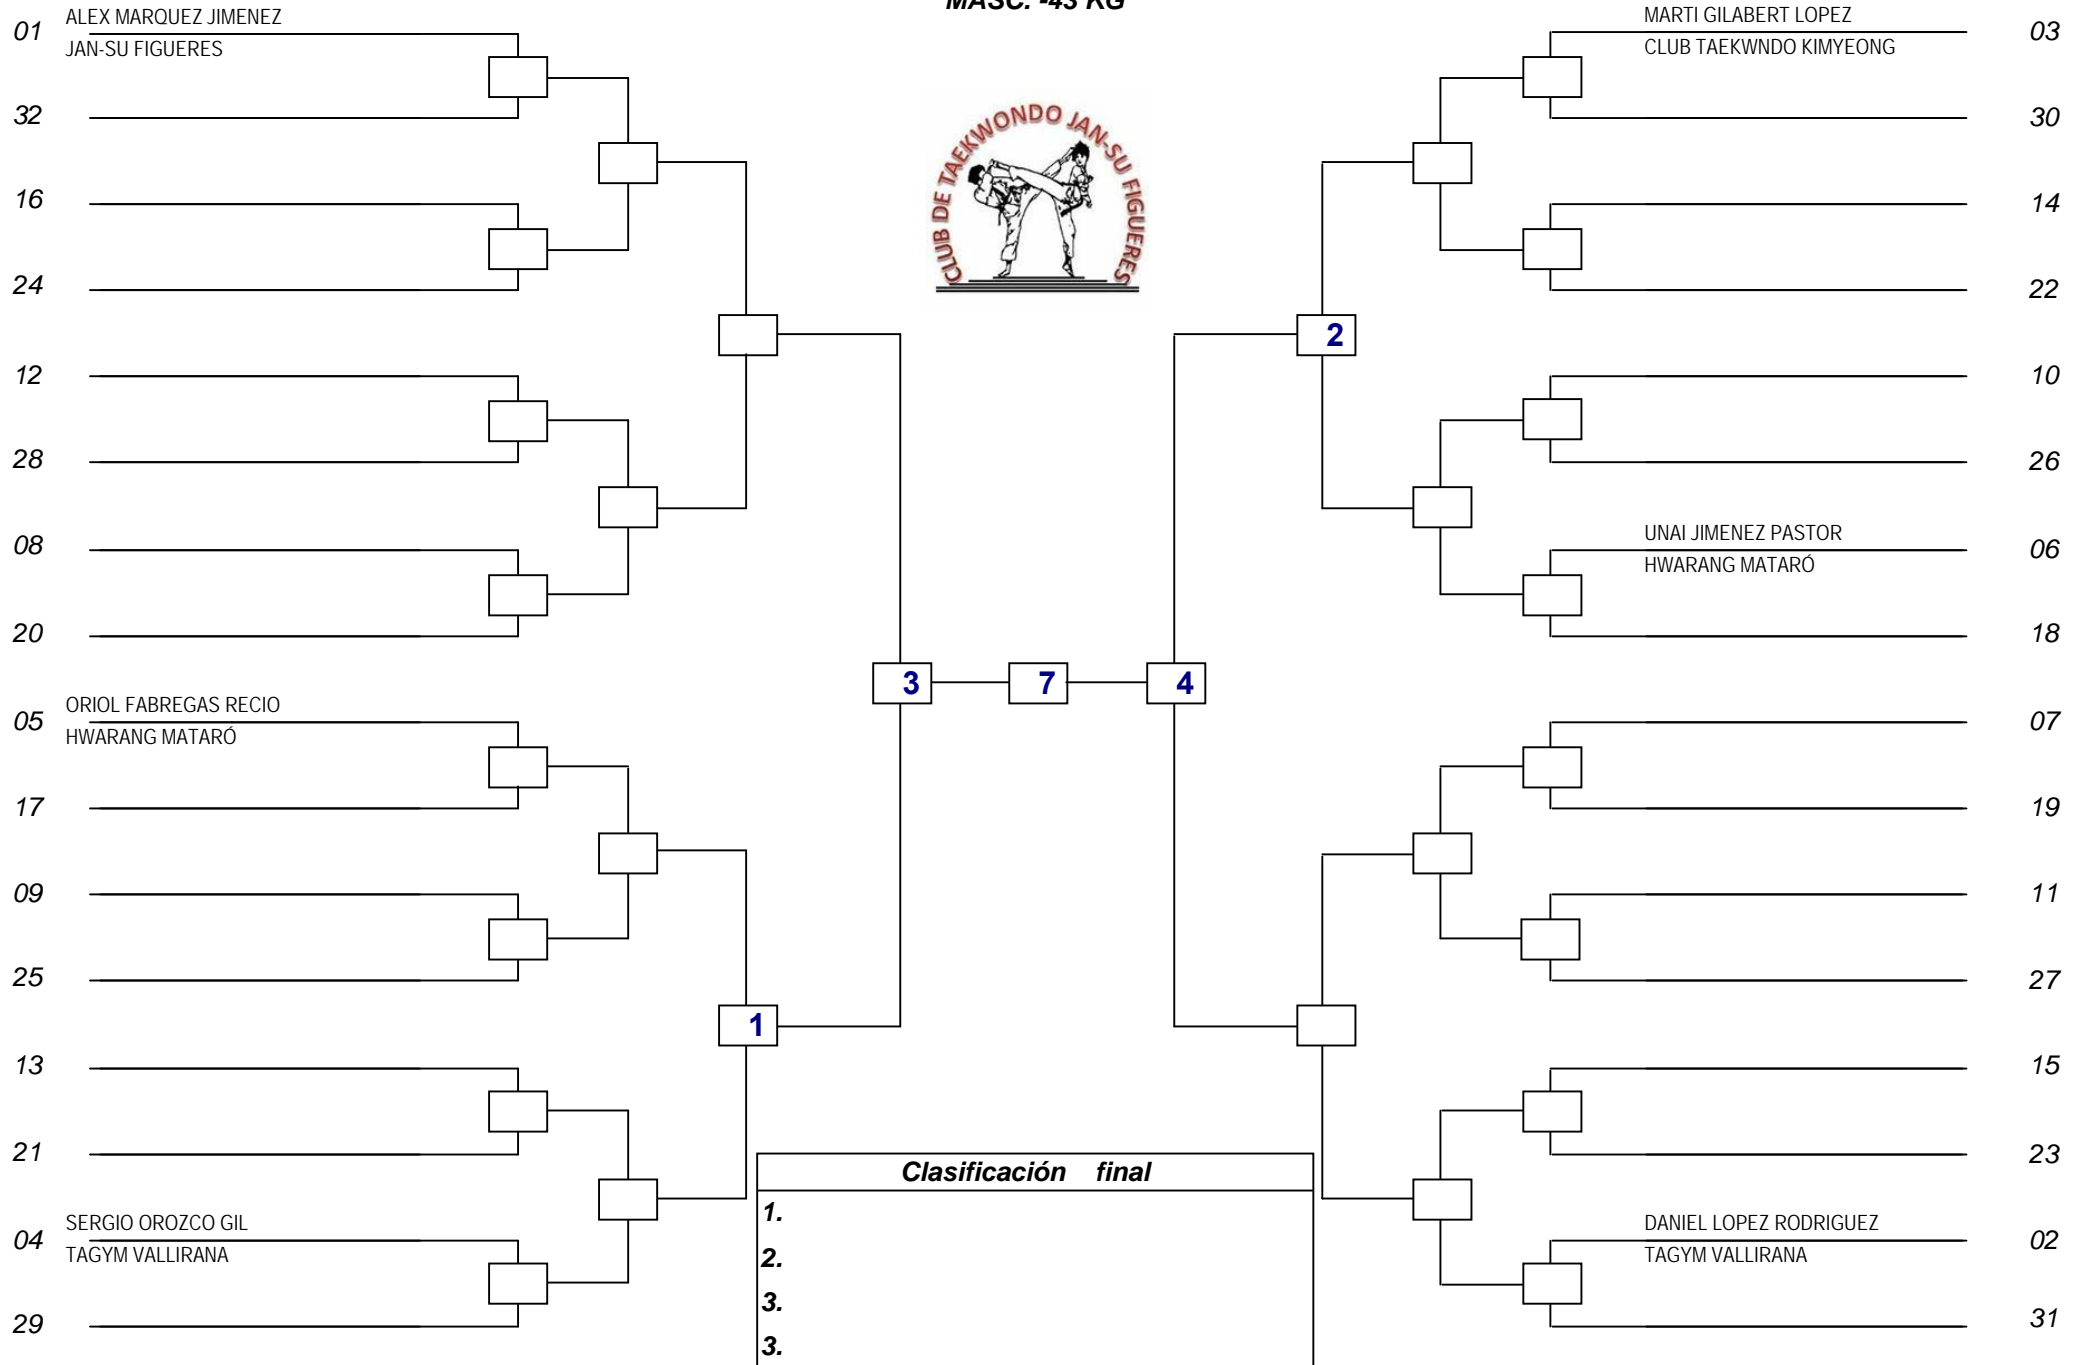 MASC. -43 KG
01 ALEX MARQUEZ JIMENEZ
JAN-SU FIGUERES
32
16
24
12
28
08
20
05 ORIOL FABREGAS RECIO
HWARANG MATARÓ
17
09
25
13
21
04 SERGIO OROZCO GIL
TAGYM VALLIRANA
29
1
3
7
4
2
CLUB DE TAEKWONDO JAN-SU FIGUERES
MARTI GILABERT LOPEZ 03
CLUB TAEKWNDO KIMYEONG
30
14
22
10
26
UNAI JIMENEZ PASTOR 06
HWARANG MATARÓ
18
07
19
11
27
15
23
DANIEL LOPEZ RODRIGUEZ 02
TAGYM VALLIRANA
31
Clasificación final
1.
2.
3.
3.